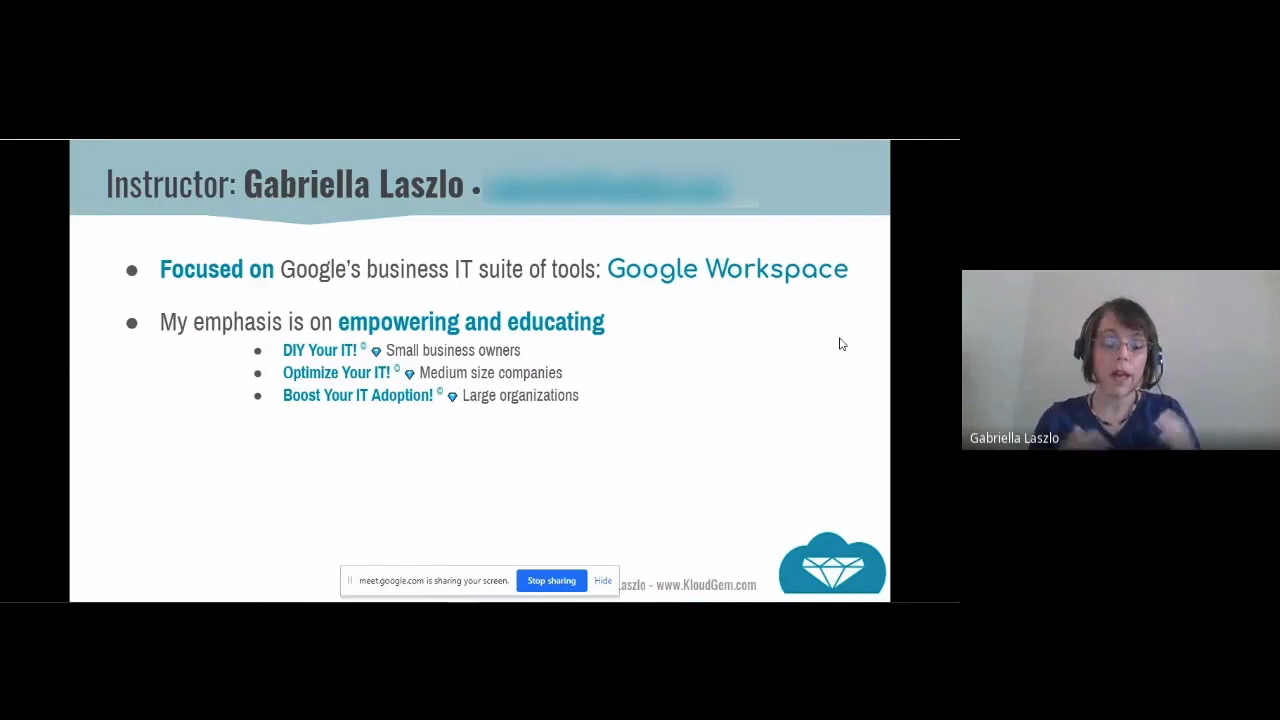 Instructor: Gabriella Laszlo •
● Focused on Google's business IT suite of tools: Google Workspace
● My emphasis is on empowering and educating
● DIY Your IT! © Small business owners
● Optimize Your IT! © Medium size companies
● Boost Your IT Adoption! © Large organizations
Gabriella Laszlo
meet.google.com is sharing your screen. Stop sharing Hide
Laszlo - www.KloudGem.com